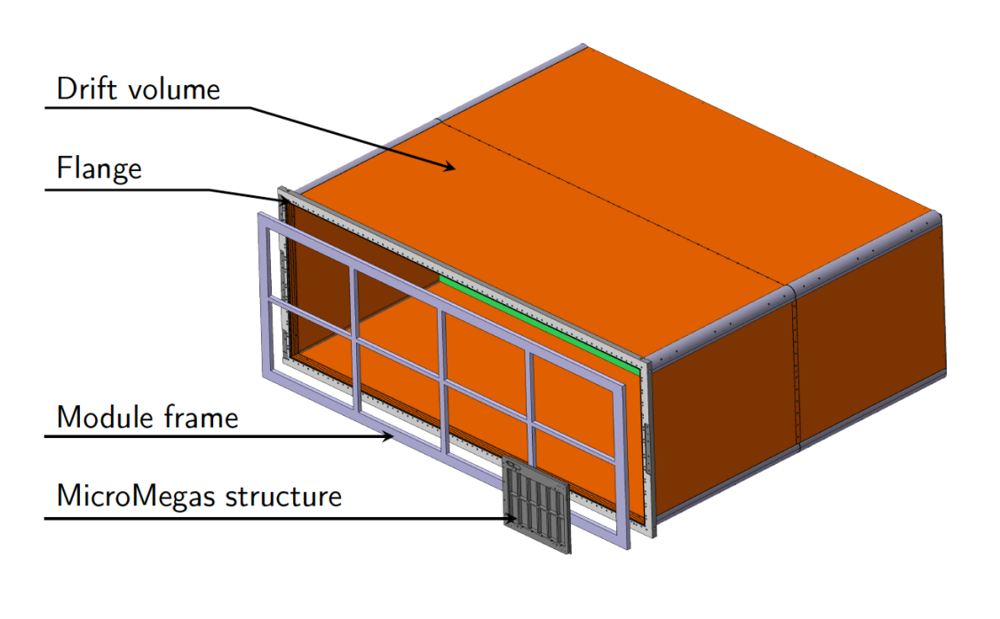 Drift volume
Flange
Module frame
MicroMegas structure